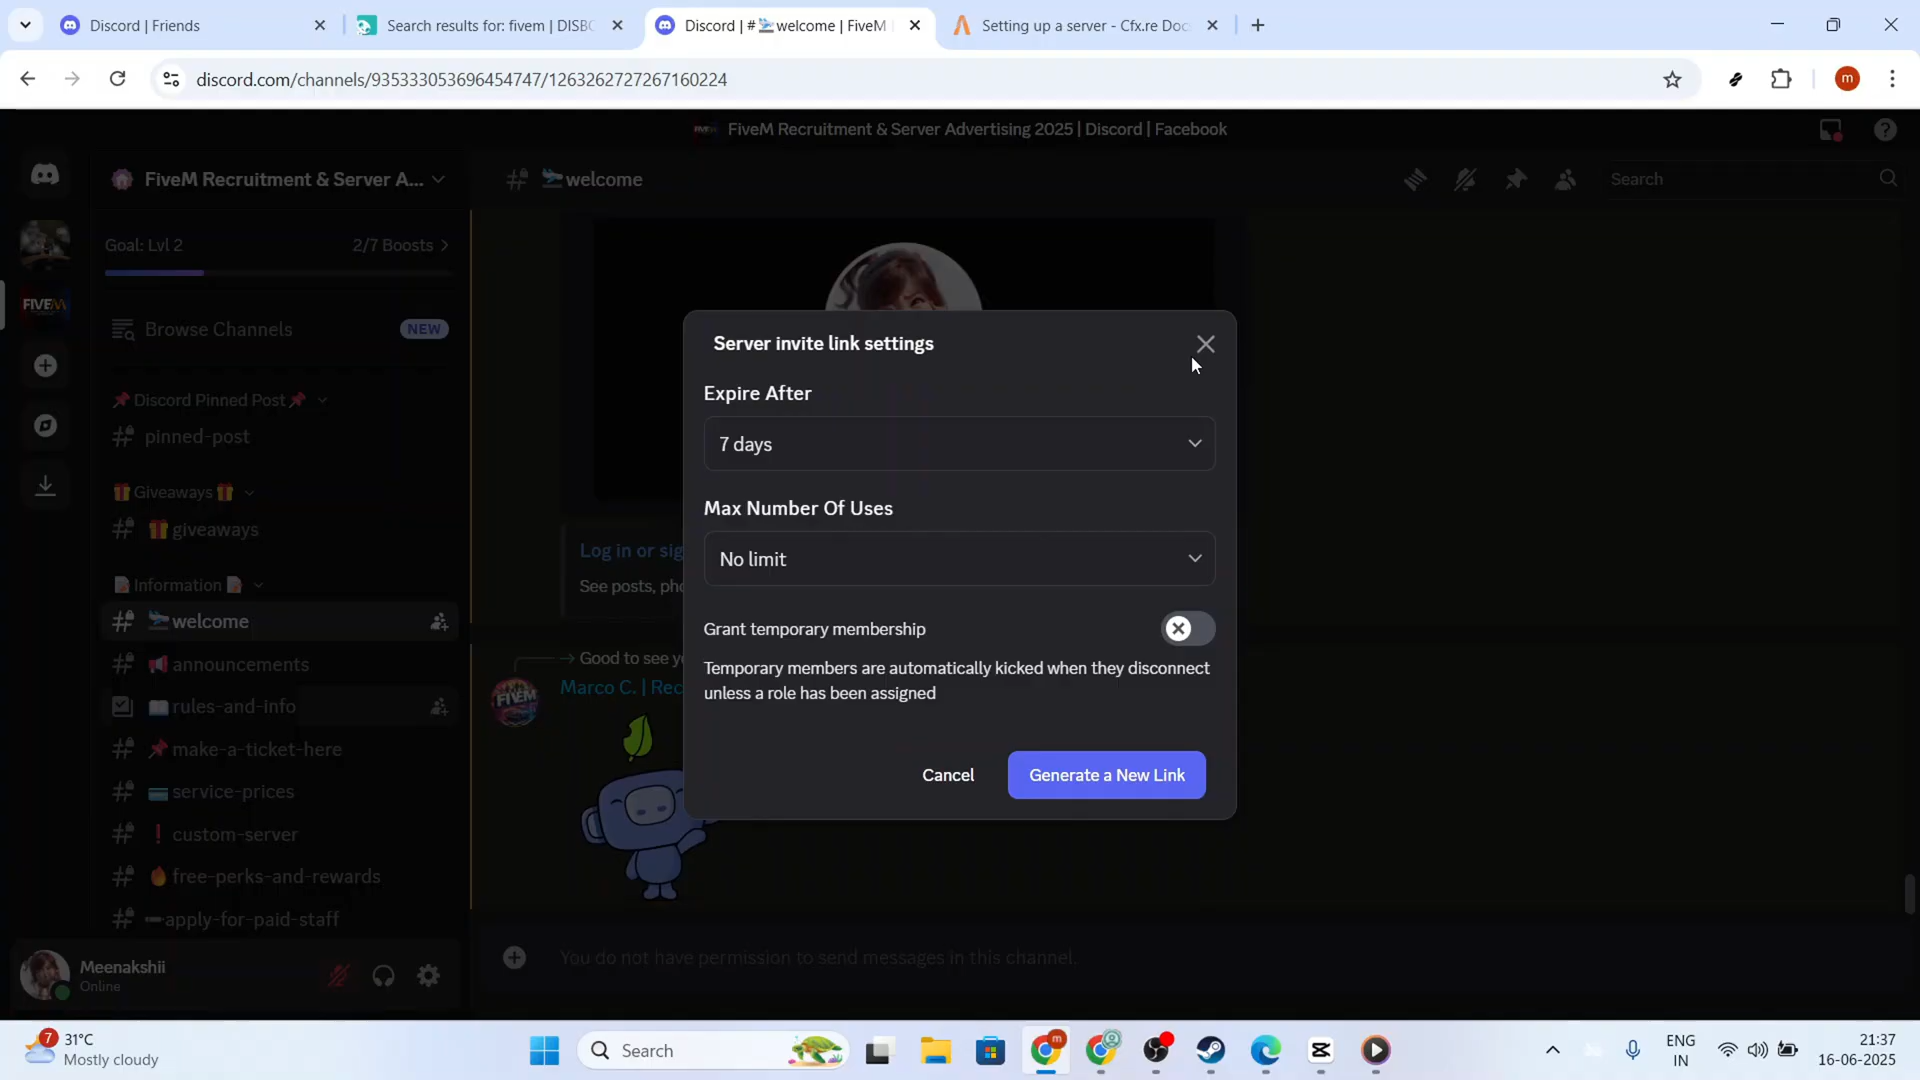 Discord | Friends
Search results for: fivem | DISBO
Discord | #welcome | FiveM
Setting up a server - Cfx.re Doc
discord.com/channels/935333053696454747/1263262727267160224
m
FiveM Recruitment & Server Advertising 2025 | Discord | Facebook
FiveM Recruitment & Server A...
welcome
Search
Goal: Lvl 2
2/7 Boosts >
FIVEM
Browse Channels
NEW
Discord Pinned Post
pinned-post
Giveaways
giveaways
Information
welcome
announcements
rules-and-info
make-a-ticket-here
service-prices
custom-server
free-perks-and-rewards
apply-for-paid-staff
Meenakshii
Online
Log in or sig
See posts, pho
Good to see yo
FIVEM
Marco C. | Rec
You do not have permission to send messages in this channel.
Server invite link settings
Expire After
7 days
Max Number Of Uses
No limit
Grant temporary membership
Temporary members are automatically kicked when they disconnect
unless a role has been assigned
Cancel
Generate a New Link
7
31°C
Mostly cloudy
Search
m
ENG
IN
21:37
16-06-2025